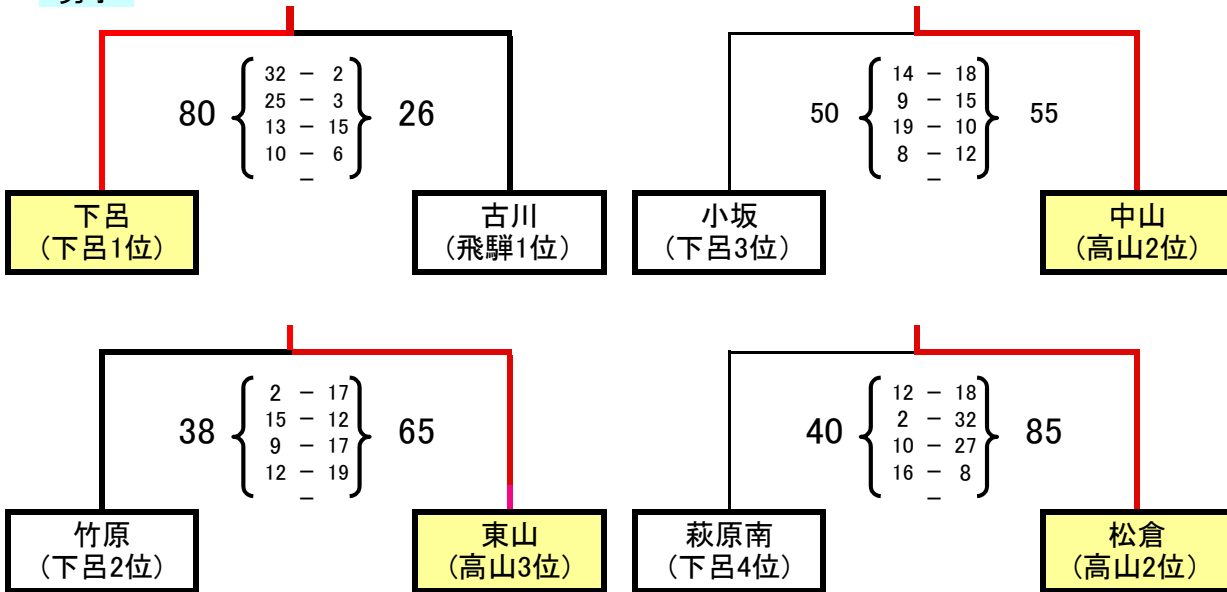 80
32 － 2
25 － 3
13 － 15
10 － 6
－
26
下呂
(下呂1位)
古川
(飛騨1位)
50
14 － 18
9 － 15
19 － 10
8 － 12
－
55
小坂
(下呂3位)
中山
(高山2位)
38
2 － 17
15 － 12
9 － 17
12 － 19
－
65
竹原
(下呂2位)
東山
(高山3位)
40
12 － 18
2 － 32
10 － 27
16 － 8
－
85
萩原南
(下呂4位)
松倉
(高山2位)